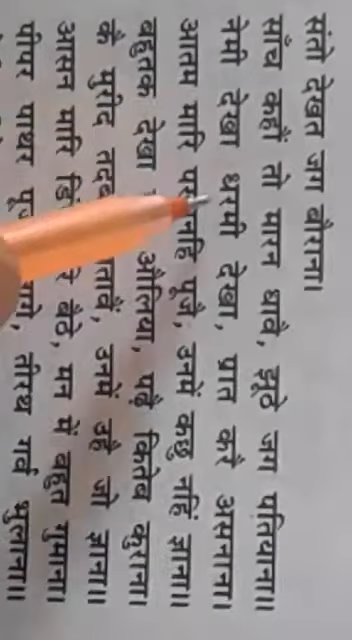 संतो देखत जग बौराना।
साँच कहौं तो मारन धावै, झूठे जग पतियाना॥
नेमी देखा धरमी देखा, प्रात करै असनाना।
आतम मारि नहि पूजै, उनमें कछु नहिं ज्ञाना॥
बहुतक देखा औलिया, पढ़ै कितेब कुराना।
कै मुरीद उनमें उहै जो ज्ञाना॥
आसन मारि बैठे, मन में बहुत गुमाना।
पीपर पाथर तीरथ गर्व भुलाना॥